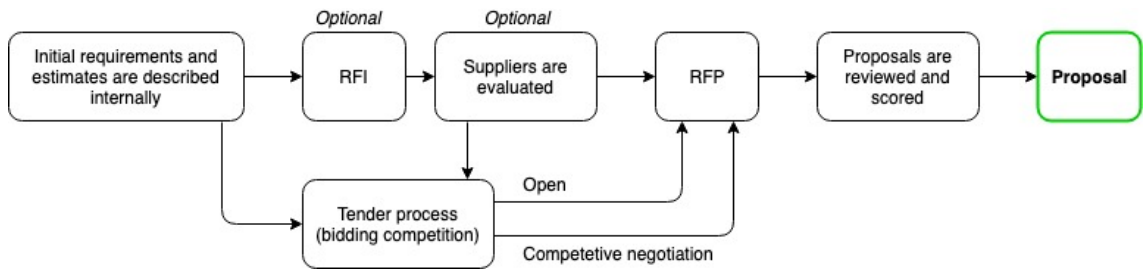 Optional
Optional
Initial requirements and
estimates are described
internally
RFI
Suppliers are
evaluated
RFP
Proposals are
reviewed and
scored
Proposal
Open
Tender process
(bidding competition)
Competetive negotiation